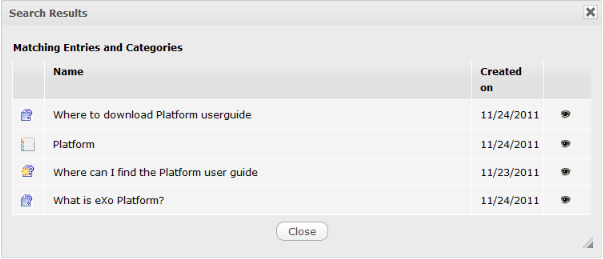 Search Results
Matching Entries and Categories
Name
Created
on
Where to download Platform userguide 11/24/2011
Platform 11/24/2011
Where can I find the Platform user guide 11/23/2011
What is eXo Platform? 11/24/2011
Close